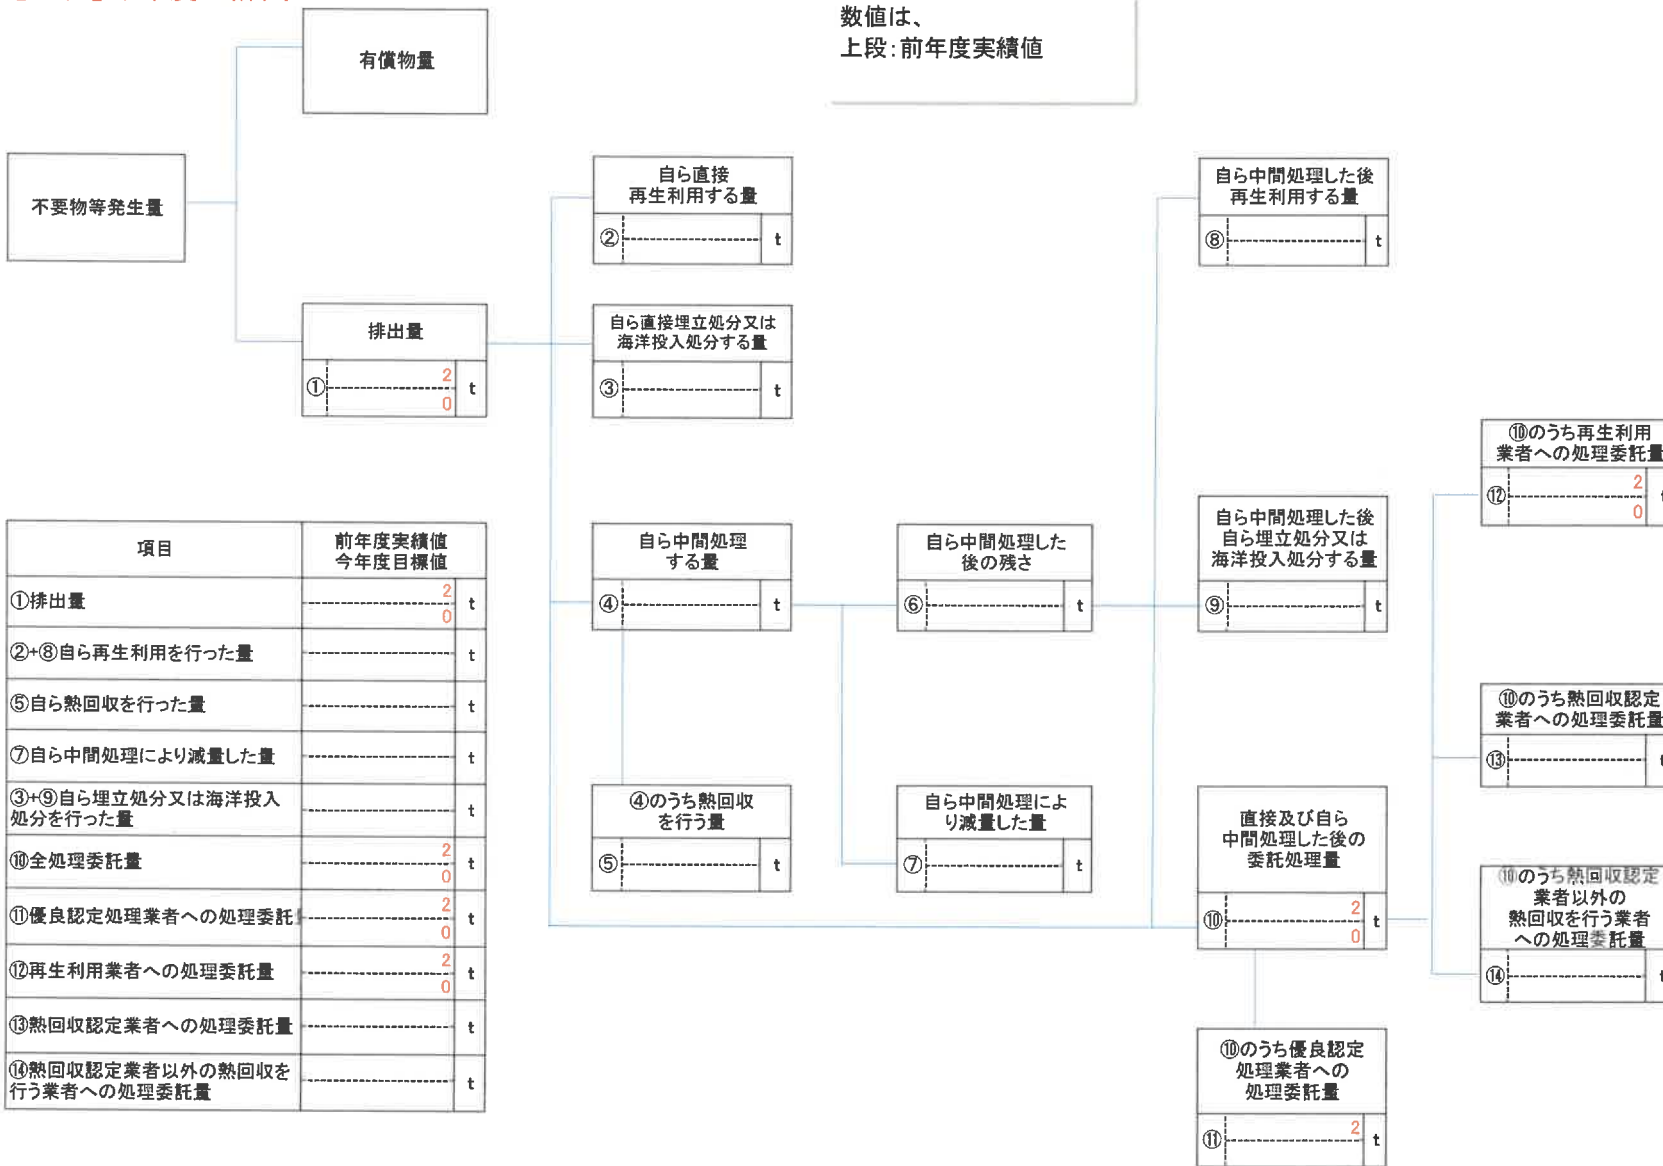 数値は、
上段：前年度実績値
有償物量
不要物等発生量
自ら直接
再生利用する量
② t
自ら中間処理した後
再生利用する量
⑧ t
排出量
① 2 t
0
自ら直接埋立処分又は
海洋投入処分する量
③ t
⑩のうち再生利用
業者への処理委託量
⑫ 2 t
0
項目 前年度実績値
今年度目標値
①排出量 2 t
0
②+⑧自ら再生利用を行った量 t
⑤自ら熱回収を行った量 t
⑦自ら中間処理により減量した量 t
③+⑨自ら埋立処分又は海洋投入
処分を行った量 t
⑩全処理委託量 2 t
0
⑪優良認定処理業者への処理委託 2 t
0
⑫再生利用業者への処理委託量 2 t
0
⑬熱回収認定業者への処理委託量 t
⑭熱回収認定業者以外の熱回収を
行う業者への処理委託量 t
自ら中間処理
する量
④ t
自ら中間処理した
後の残さ
⑥ t
自ら中間処理した後
自ら埋立処分又は
海洋投入処分する量
⑨ t
⑩のうち熱回収認定
業者への処理委託量
⑬ t
④のうち熱回収
を行う量
⑤ t
自ら中間処理によ
り減量した量
⑦ t
直接及び自ら
中間処理した後の
委託処理量
⑩ 2 t
0
⑩のうち熱回収認定
業者以外の
熱回収を行う業者
への処理委託量
⑭ t
⑩のうち優良認定
処理業者への
処理委託量
⑪ 2 t